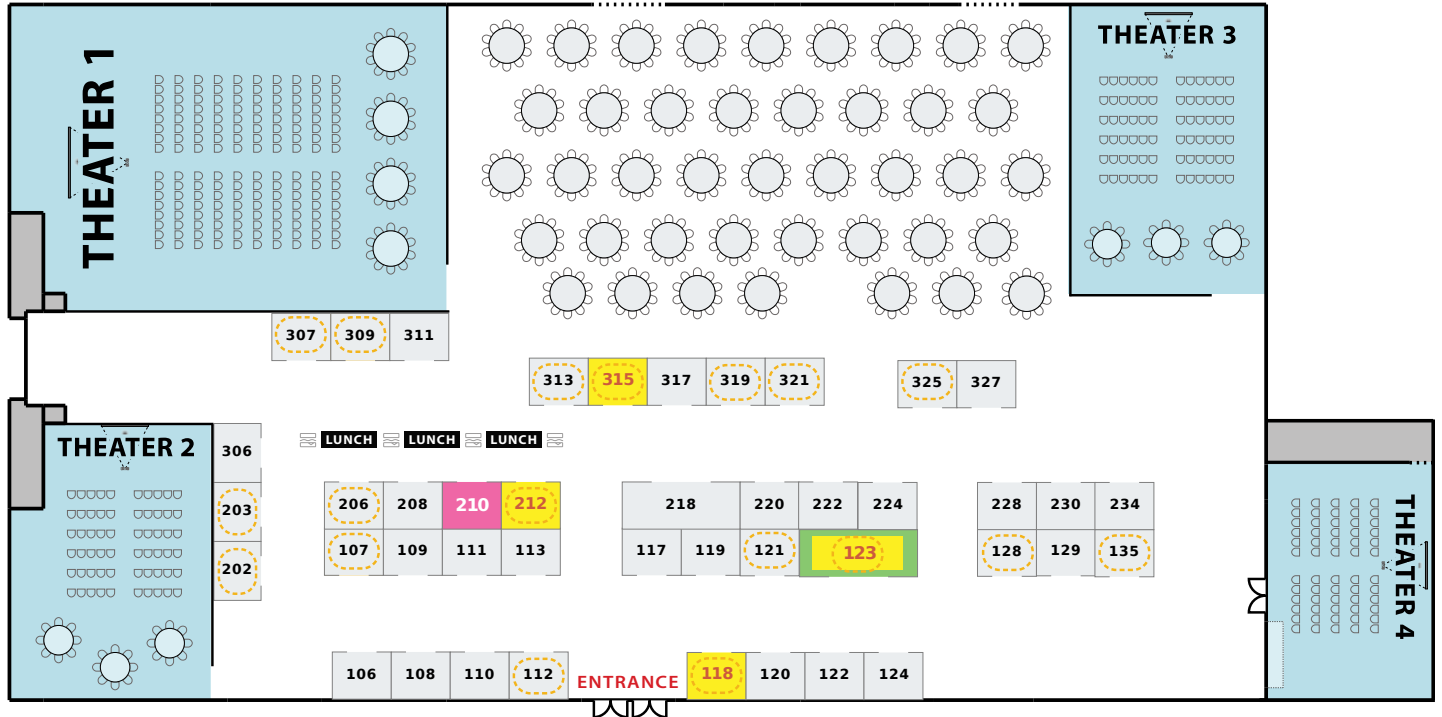 THEATER 1
THEATER 3
307 309 311
313 315 317 319 321
325 327
THEATER 2
306
203
202
LUNCH LUNCH LUNCH
206 208 210 212
107 109 111 113
218 220 222 224
117 119 121 123
228 230 234
128 129 135
THEATER 4
106 108 110 112
ENTRANCE
118 120 122 124